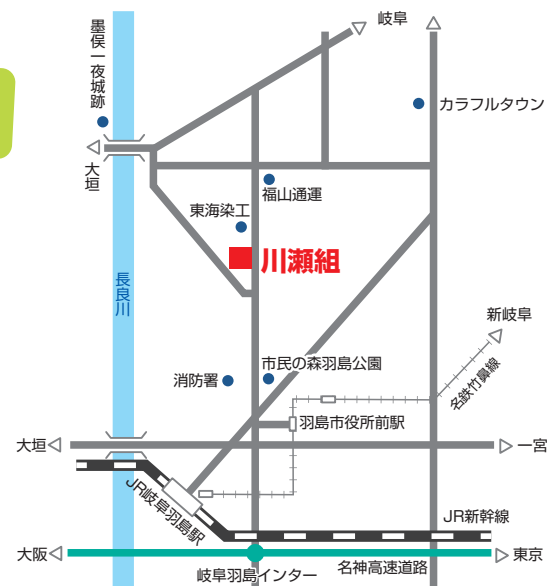 岐阜
墨俣一夜城跡
カラフルタウン
大垣
福山通運
東海染工
川瀬組
長良川
新岐阜
市民の森羽島公園
消防署
名鉄竹鼻線
羽島市役所前駅
大垣
一宮
JR岐阜羽島駅
JR新幹線
大阪
東京
名神高速道路
岐阜羽島インター